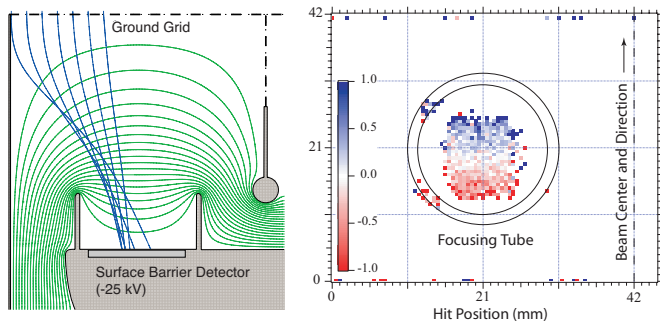 Ground Grid
Surface Barrier Detector
(-25 kV)
42
21
0
1.0
0.5
0.0
-0.5
-1.0
Focusing Tube
Beam Center and Direction
0
21
42
Hit Position (mm)